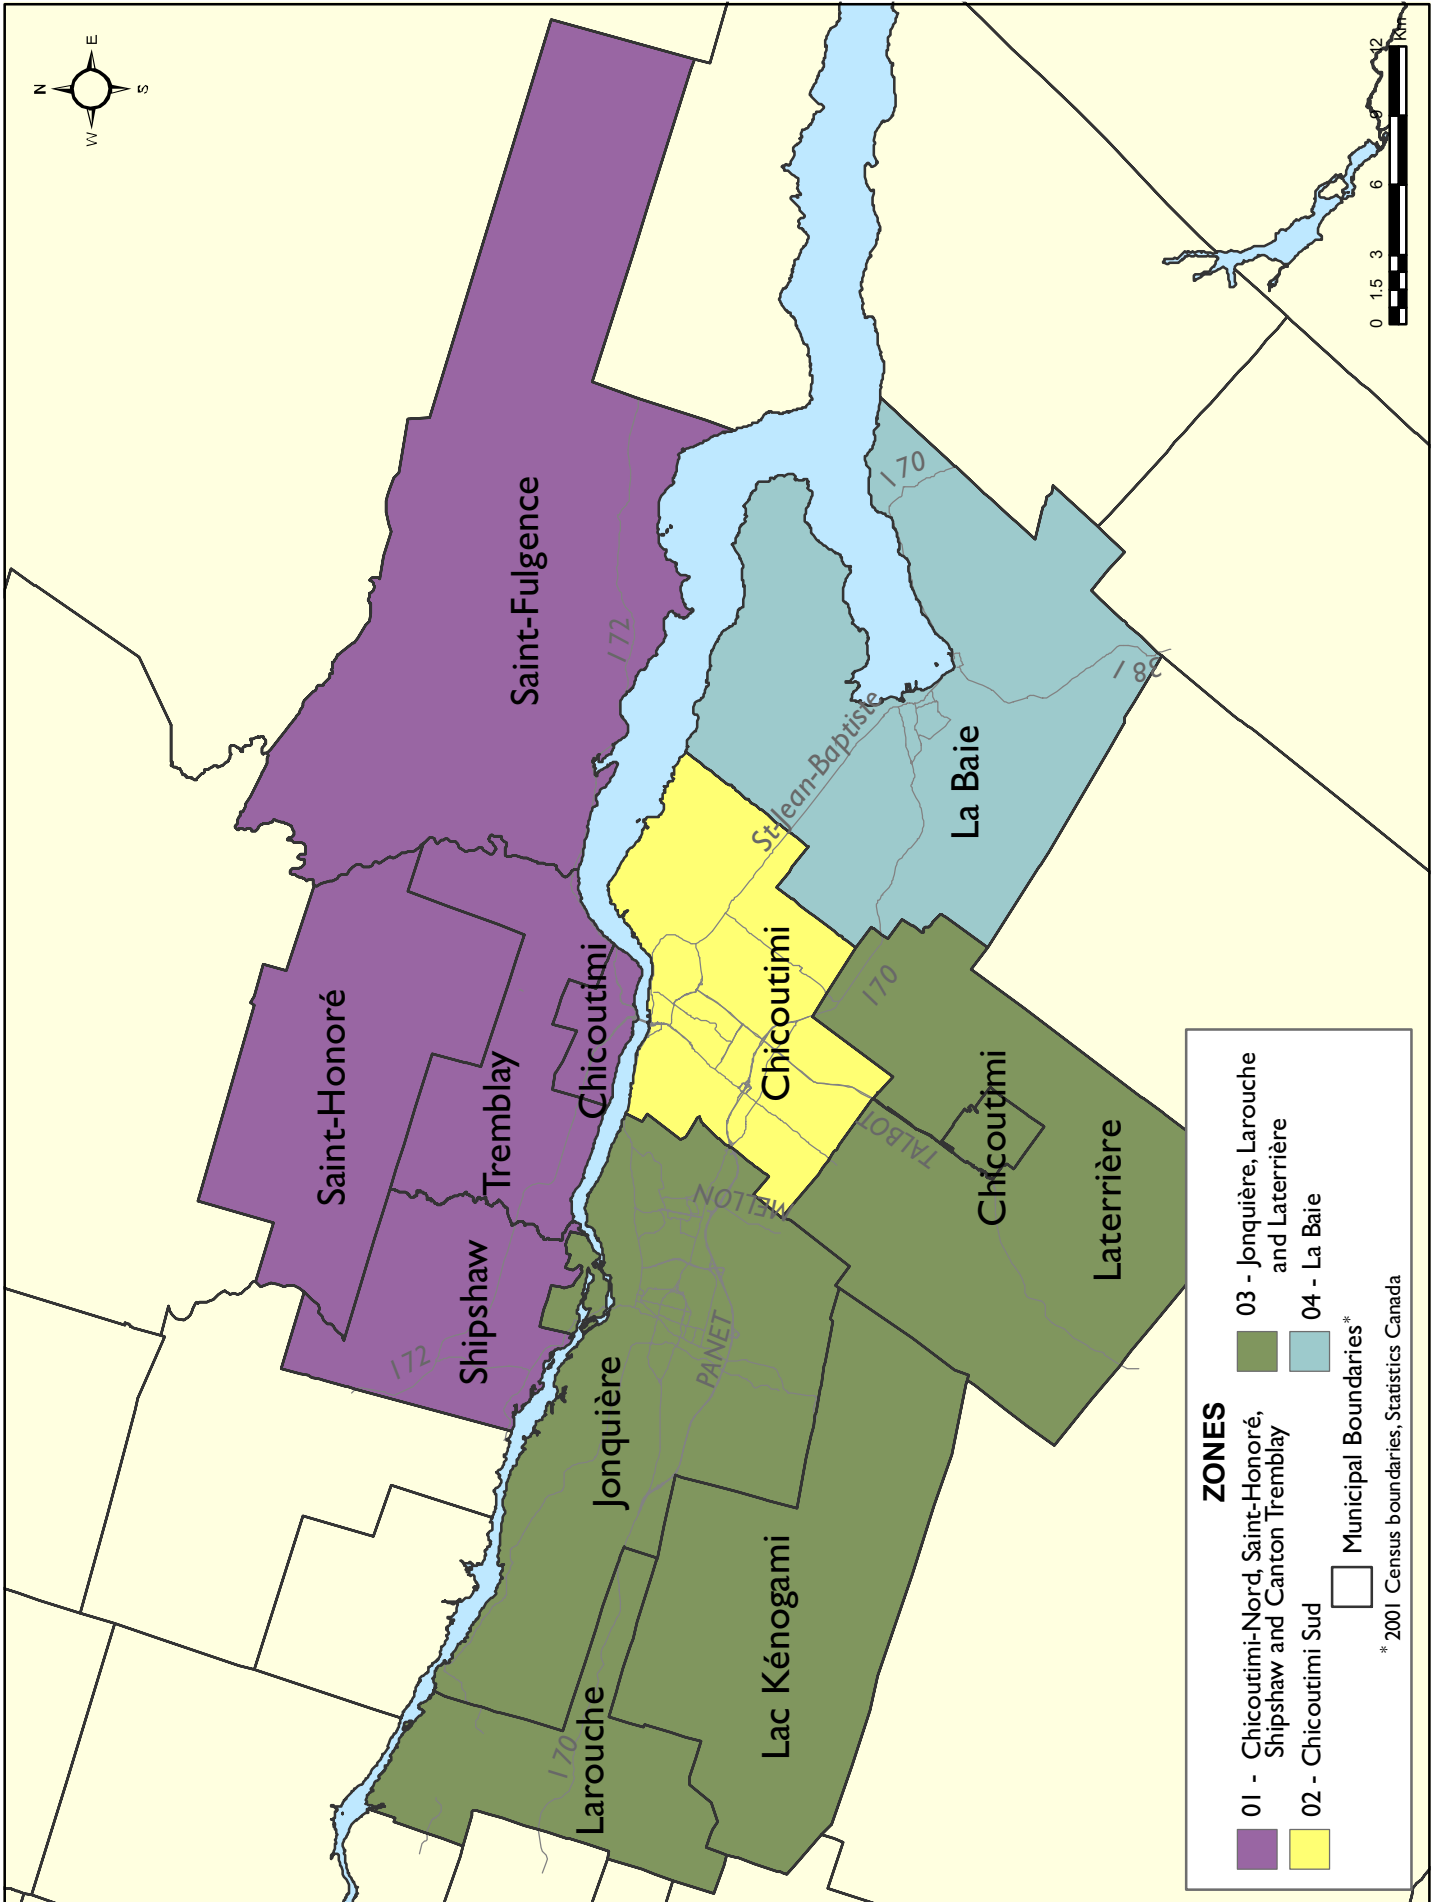 N
W
E
S
Saint-Fulgence
172
Saint-Honoré
Tremblay
Chicoutimi
Shipshaw
172
170
St-Jean-Baptiste
La Baie
381
Chicoutimi
170
TALBOT
Chicoutimi
Laterrière
MELLON
PANET
Jonquière
Lac Kénogami
170
Larouche
ZONES
01 - Chicoutimi-Nord, Saint-Honoré,
Shipshaw and Canton Tremblay
02 - Chicoutimi Sud
03 - Jonquière, Larouche
and Laterrière
04 - La Baie
Municipal Boundaries*
* 2001 Census boundaries, Statistics Canada
0 1.5 3 6 9 12
Km